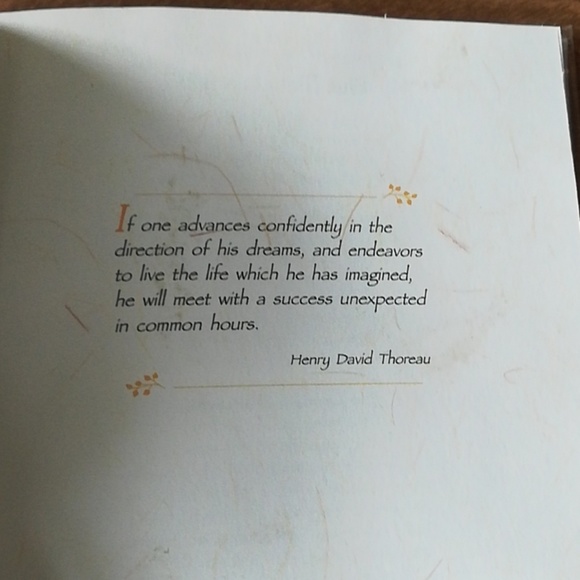 If one advances confidently in the
direction of his dreams, and endeavors
to live the life which he has imagined,
he will meet with a success unexpected
in common hours.
Henry David Thoreau